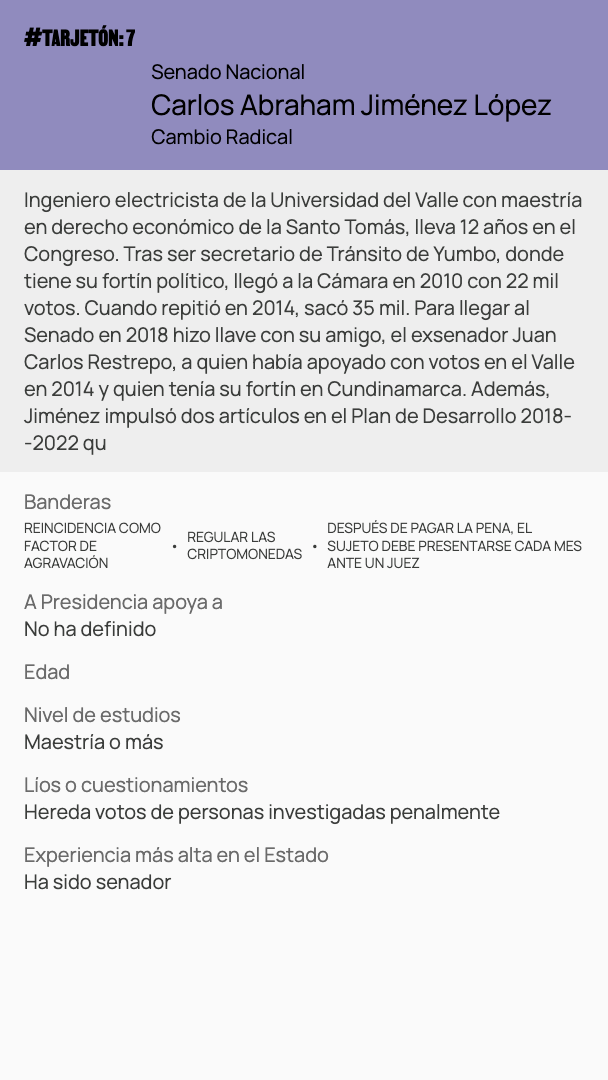 #TARJETÓN: 7
Senado Nacional
Carlos Abraham Jiménez López
Cambio Radical
Ingeniero electricista de la Universidad del Valle con maestría
en derecho económico de la Santo Tomás, lleva 12 años en el
Congreso. Tras ser secretario de Tránsito de Yumbo, donde
tiene su fortín político, llegó a la Cámara en 2010 con 22 mil
votos. Cuando repitió en 2014, sacó 35 mil. Para llegar al
Senado en 2018 hizo llave con su amigo, el exsenador Juan
Carlos Restrepo, a quien había apoyado con votos en el Valle
en 2014 y quien tenía su fortín en Cundinamarca. Además,
Jiménez impulsó dos artículos en el Plan de Desarrollo 2018-
-2022 qu
Banderas
REINCIDENCIA COMO
FACTOR DE
AGRAVACIÓN
• REGULAR LAS
CRIPTOMONEDAS
• DESPUÉS DE PAGAR LA PENA, EL
SUJETO DEBE PRESENTARSE CADA MES
ANTE UN JUEZ
A Presidencia apoya a
No ha definido
Edad
Nivel de estudios
Maestría o más
Líos o cuestionamientos
Hereda votos de personas investigadas penalmente
Experiencia más alta en el Estado
Ha sido senador